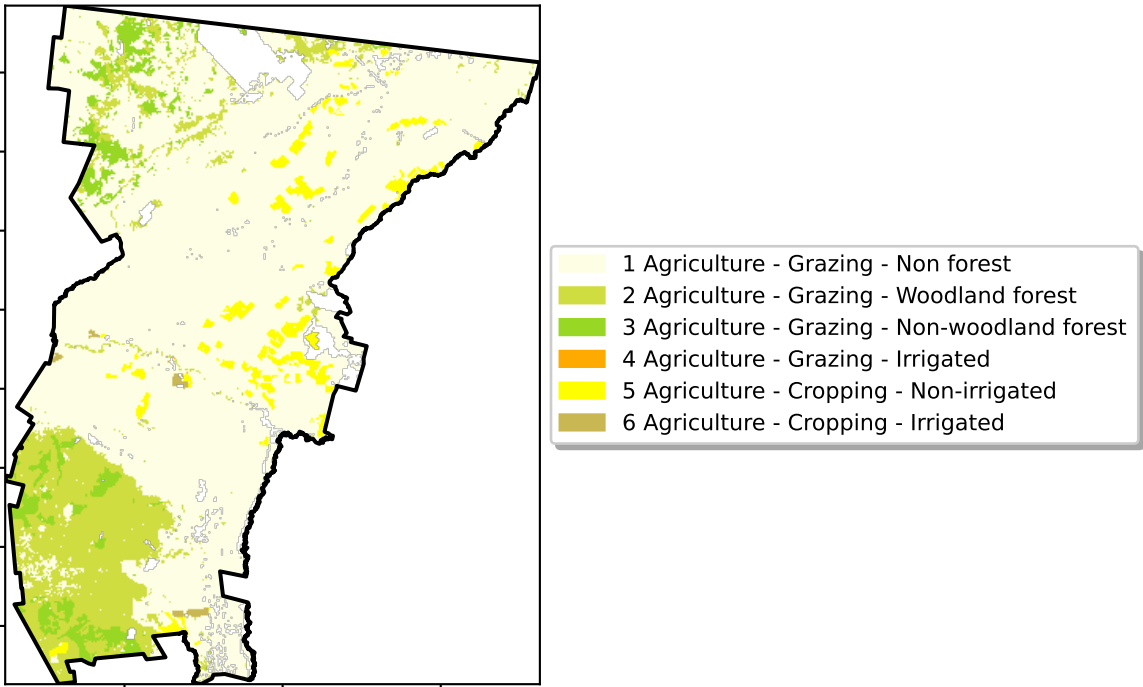 1 Agriculture - Grazing - Non forest
2 Agriculture - Grazing - Woodland forest
3 Agriculture - Grazing - Non-woodland forest
4 Agriculture - Grazing - Irrigated
5 Agriculture - Cropping - Non-irrigated
6 Agriculture - Cropping - Irrigated